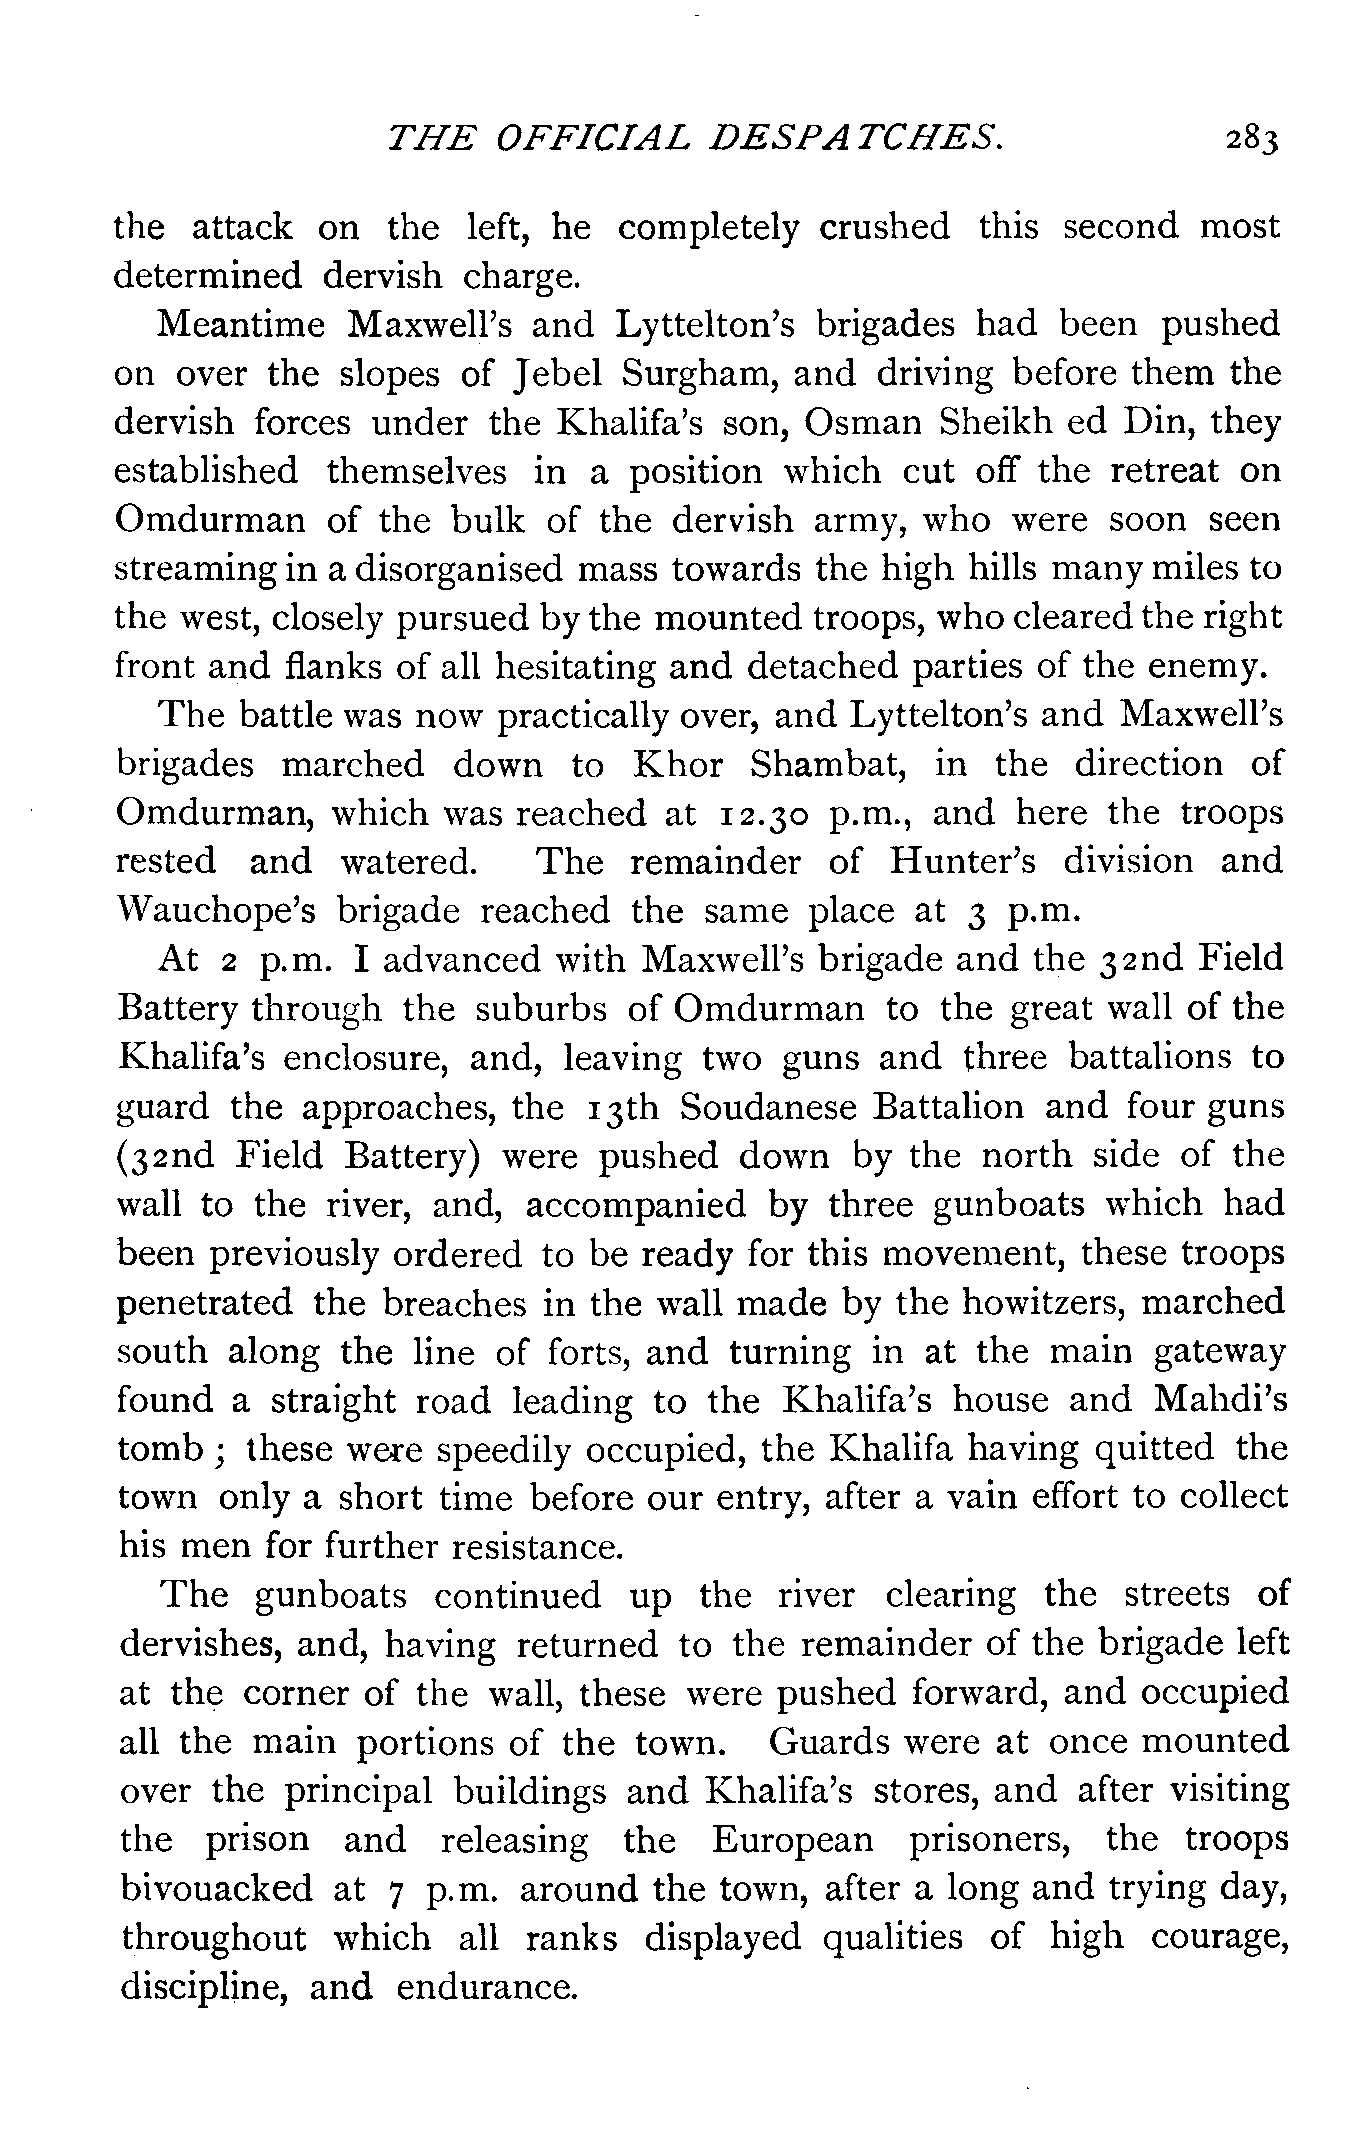 THE OFFICIAL DESPATCHES. 283
the attack on the left, he completely crushed this second most
determined dervish charge.
Meantime Maxwell's and Lyttelton's brigades had been pushed
on over the slopes of Jebel Surgham, and driving before them the
dervish forces under the Khalifa's son, Osman Sheikh ed Din, they
established themselves in a position which cut off the retreat on
Omdurman of the bulk of the dervish army, who were soon seen
streaming in a disorganised mass towards the high hills many miles to
the west, closely pursued by the mounted troops, who cleared the right
front and flanks of all hesitating and detached parties of the enemy.
The battle was now practically over, and Lyttelton's and Maxwell's
brigades marched down to Khor Shambat, in the direction of
Omdurman, which was reached at 12.30 p.m., and here the troops
rested and watered. The remainder of Hunter's division and
Wauchope's brigade reached the same place at 3 p.m.
At 2 p.m. I advanced with Maxwell's brigade and the 32nd Field
Battery through the suburbs of Omdurman to the great wall of the
Khalifa's enclosure, and, leaving two guns and three battalions to
guard the approaches, the 13th Soudanese Battalion and four guns
(32nd Field Battery) were pushed down by the north side of the
wall to the river, and, accompanied by three gunboats which had
been previously ordered to be ready for this movement, these troops
penetrated the breaches in the wall made by the howitzers, marched
south along the line of forts, and turning in at the main gateway
found a straight road leading to the Khalifa's house and Mahdi's
tomb ; these were speedily occupied, the Khalifa having quitted the
town only a short time before our entry, after a vain effort to collect
his men for further resistance.
The gunboats continued up the river clearing the streets of
dervishes, and, having returned to the remainder of the brigade left
at the corner of the wall, these were pushed forward, and occupied
all the main portions of the town. Guards were at once mounted
over the principal buildings and Khalifa's stores, and after visiting
the prison and releasing the European prisoners, the troops
bivouacked at 7 p.m. around the town, after a long and trying day,
throughout which all ranks displayed qualities of high courage,
discipline, and endurance.